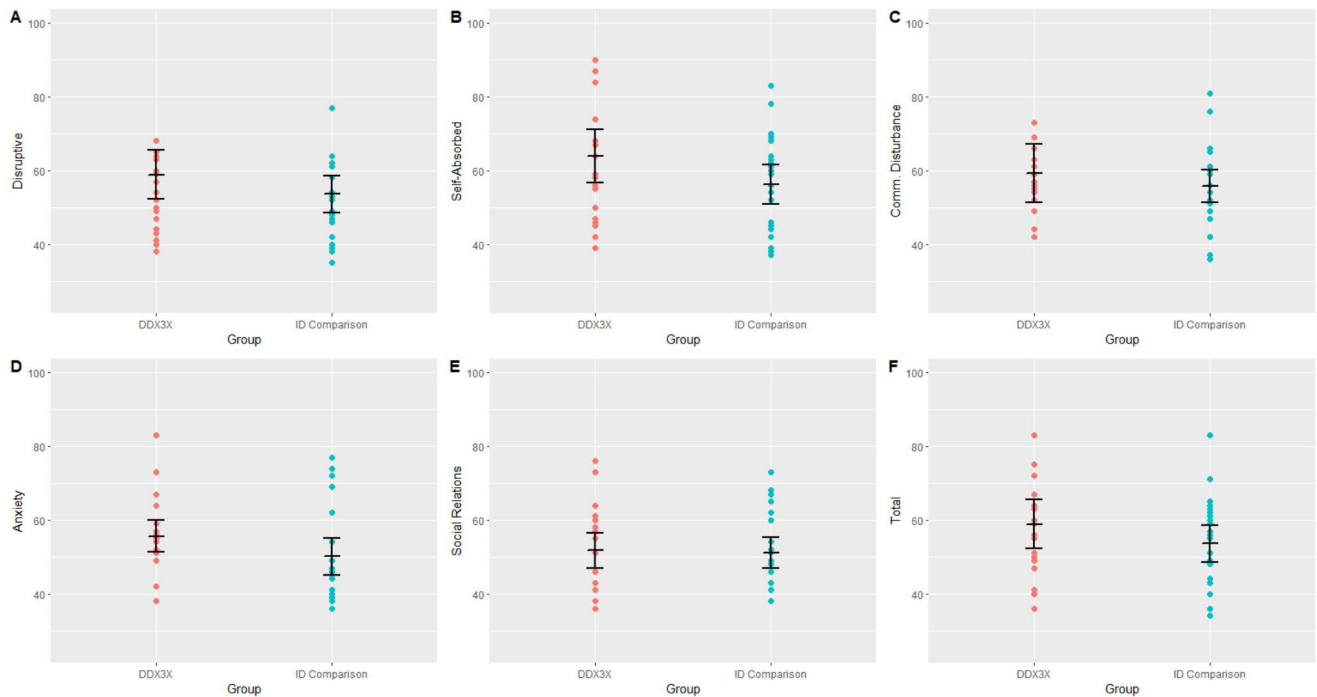 A
Disruptive
100
80
60
40
DDX3X
ID Comparison
Group
B
Self-Absorbed
100
80
60
40
DDX3X
ID Comparison
Group
C
Comm. Disturbance
100
80
60
40
DDX3X
ID Comparison
Group
D
Anxiety
100
80
60
40
DDX3X
ID Comparison
Group
E
Social Relations
100
80
60
40
DDX3X
ID Comparison
Group
F
Total
100
80
60
40
DDX3X
ID Comparison
Group